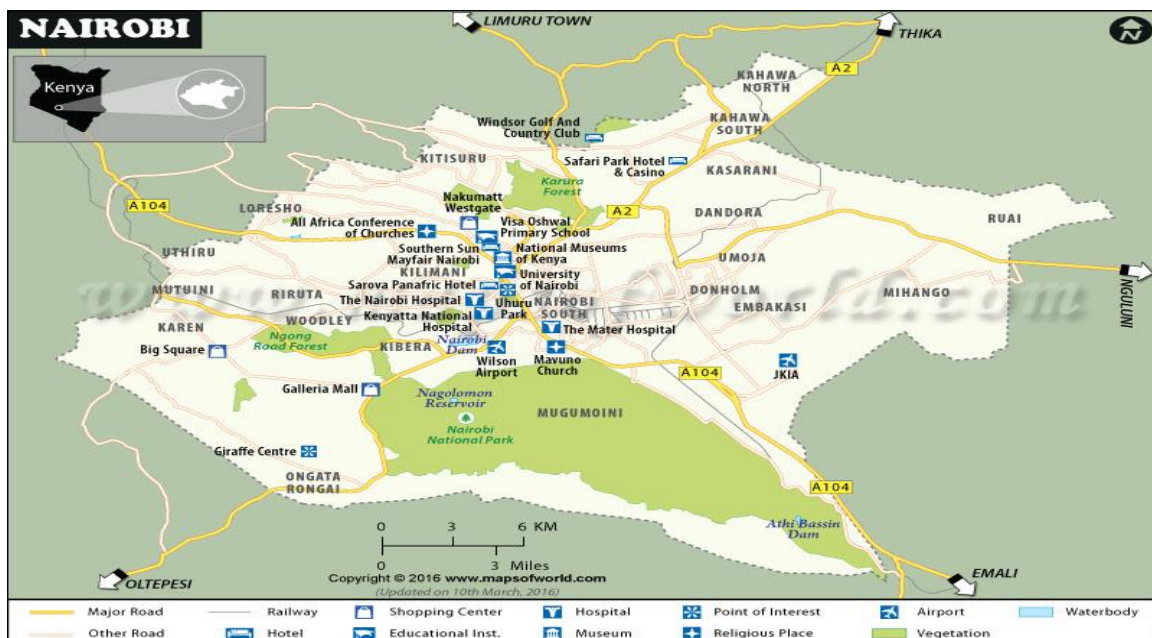 NAIROBI
LIMURU TOWN
THIKA
N
Kenya
A2
KAHAWA
NORTH
KAHAWA
SOUTH
Windsor Golf And
Country Club
KITISURU
Safari Park Hotel
& Casino
KASARANI
Karura
Forest
Nakumatt
Westgate
LORESHO
A104
A2
DANDORA
RUAI
All Africa Conference
of Churches
Visa Oshwal
Primary School
Southern Sun
Mayfair Nairobi
National Museums
of Kenya
UTHIRU
KILIMANI
UMOJA
University
of Nairobi
Sarova Panafric Hotel
MUTUINI
RIRUTA
The Nairobi Hospital
Uhuru
Park
NAIROBI
SOUTH
DONHOLM
EMBAKASI
MIHANGO
NGULUNI
WOODLEY
Kenyatta National
Hospital
The Mater Hospital
KAREN
Ngong
Road Forest
KIBERA
Nairobi
Dam
Big Square
Wilson
Airport
Mavuno
Church
JKIA
A104
Galleria Mall
Nagolomon
Reservoir
MUGUMOINI
Nairobi
National Park
Giraffe Centre
ONGATA
RONGAI
A104
Athi Bassin
Dam
0 3 6 KM
0 3 Miles
OLTEPESI
EMALI
Copyright © 2016 www.mapsofworld.com
(Updated on 10th March, 2016)
Major Road Railway Shopping Center Hospital Point of Interest Airport Waterbody
Other Road Hotel Educational Inst. Museum Religious Place Vegetation